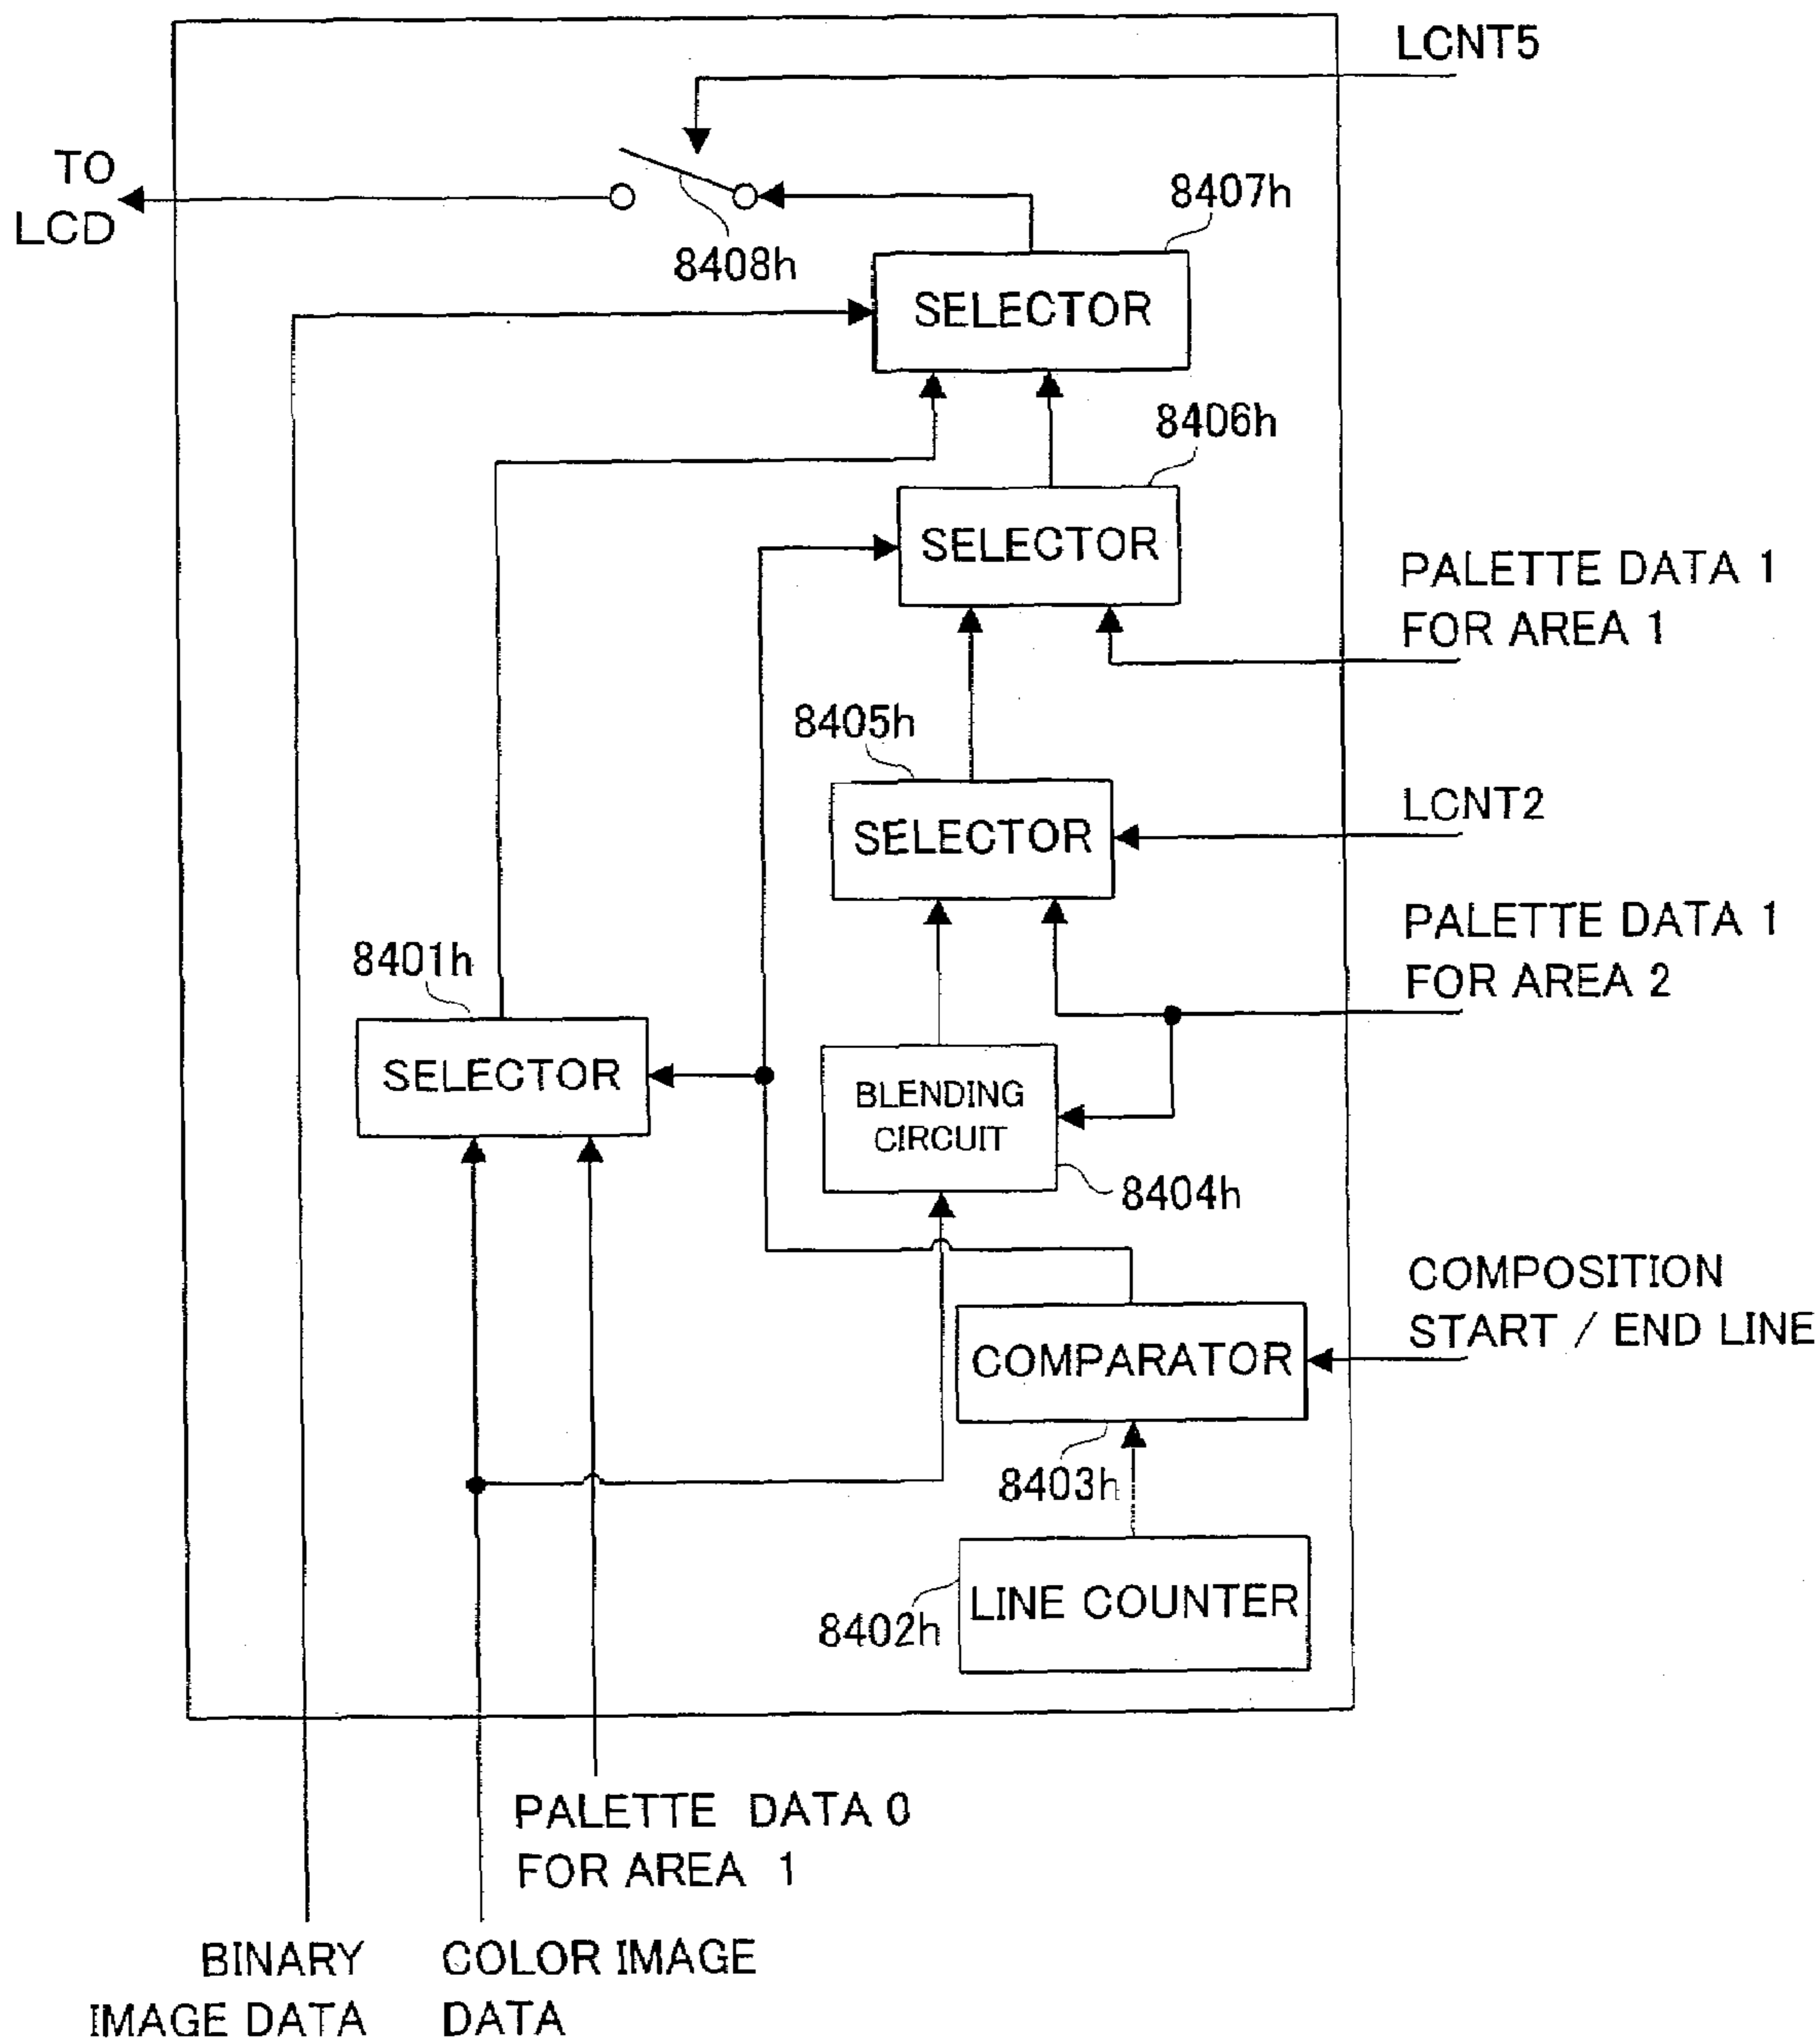 LCNT5
TO
LCD
8407h
8408h
SELECTOR
8406h
SELECTOR
PALETTE DATA 1
FOR AREA 1
8405h
LCNT2
SELECTOR
PALETTE DATA 1
FOR AREA 2
8401h
SELECTOR
BLENDING
CIRCUIT
8404h
COMPOSITION
START / END LINE
COMPARATOR
8403h
LINE COUNTER
8402h
PALETTE DATA 0
FOR AREA 1
BINARY
IMAGE DATA
COLOR IMAGE
DATA